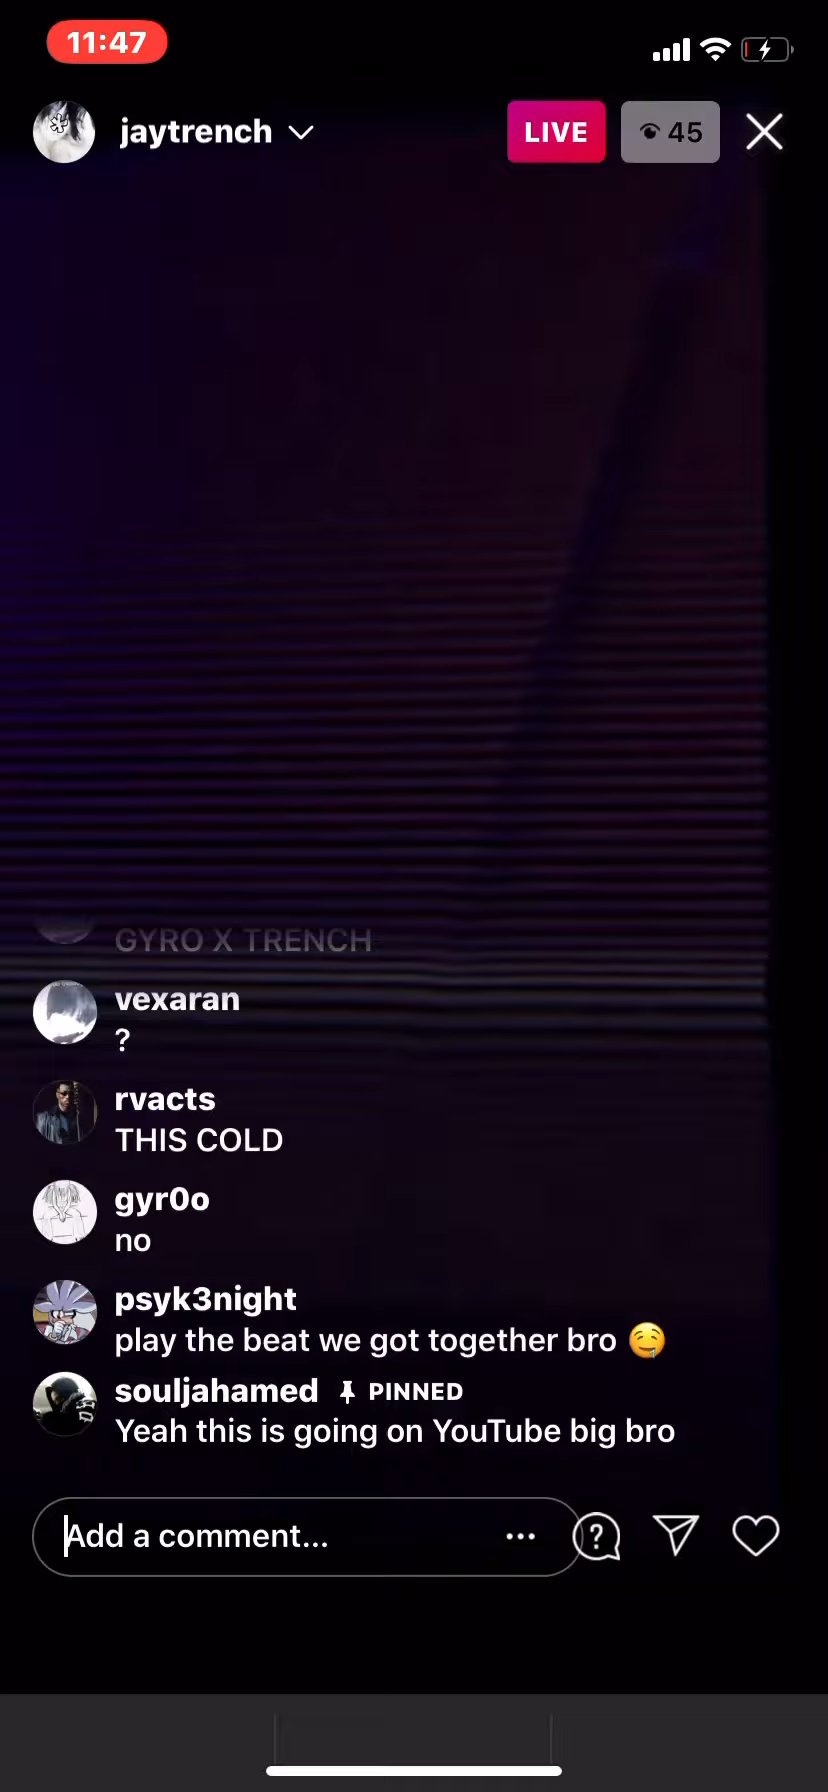 11:47
jaytrench
LIVE
45
GYRO X TRENCH
vexaran
?
rvacts
THIS COLD
gyr0o
no
psyk3night
play the beat we got together bro 🤤
souljahamed PINNED
Yeah this is going on YouTube big bro
Add a comment...